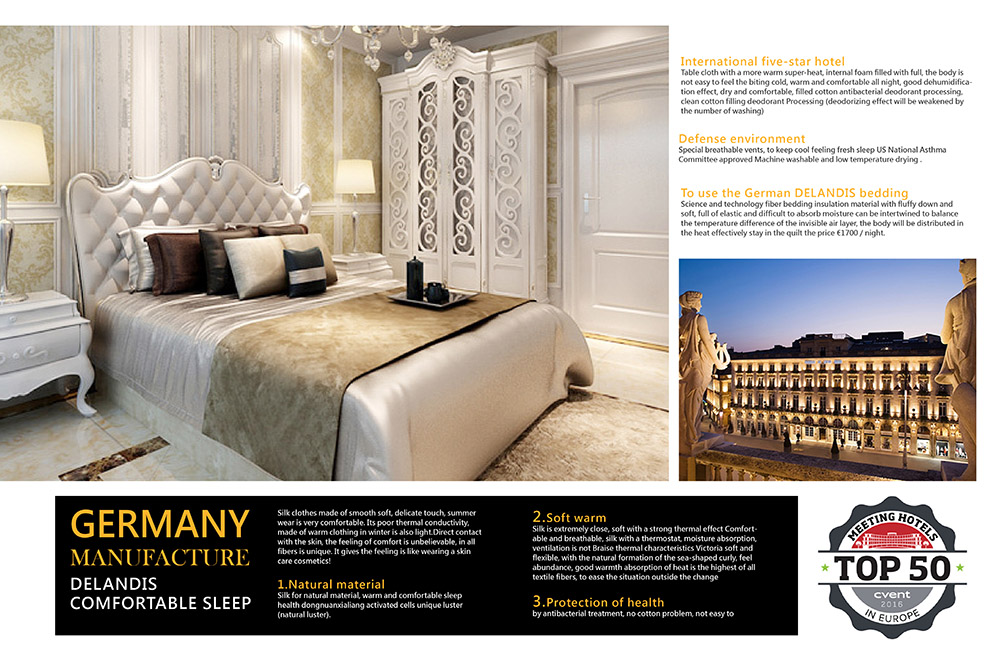 International five-star hotel
Table cloth with a more warm super-heat, internal foam filled with full, the body is
not easy to feel the biting cold, warm and comfortable all night, good dehumidifica-
tion effect, dry and comfortable, filled cotton antibacterial deodorant processing,
clean cotton filling deodorant Processing (deodorizing effect will be weakened by
the number of washing)
Defense environment
Special breathable vents, to keep cool feeling fresh sleep US National Asthma
Committee approved Machine washable and low temperature drying .
To use the German DELANDIS bedding
Science and technology fiber bedding insulation material with fluffy down and
soft, full of elastic and difficult to absorb moisture can be intertwined to balance
the temperature difference of the invisible air layer, the body will be distributed in
the heat effectively stay in the quilt the price €1700 / night.
GERMANY
MANUFACTURE
DELANDIS
COMFORTABLE SLEEP
Silk clothes made of smooth soft, delicate touch, summer
wear is very comfortable. Its poor thermal conductivity,
made of warm clothing in winter is also light.Direct contact
with the skin, the feeling of comfort is unbelievable, in all
fibers is unique. It gives the feeling is like wearing a skin
care cosmetics!
1.Natural material
Silk for natural material, warm and comfortable sleep
health dongnuanxialiang activated cells unique luster
(natural luster).
2.Soft warm
Silk is extremely close, soft with a strong thermal effect Comfort-
able and breathable, silk with a thermostat, moisture absorption,
ventilation is not Braise thermal characteristics Victoria soft and
flexible, with the natural formation of the sea-shaped curly, feel
abundance, good warmth absorption of heat is the highest of all
textile fibers, to ease the situation outside the change
3.Protection of health
by antibacterial treatment, no cotton problem, not easy to
MEETING HOTELS
TOP 50
cvent
2016
IN EUROPE